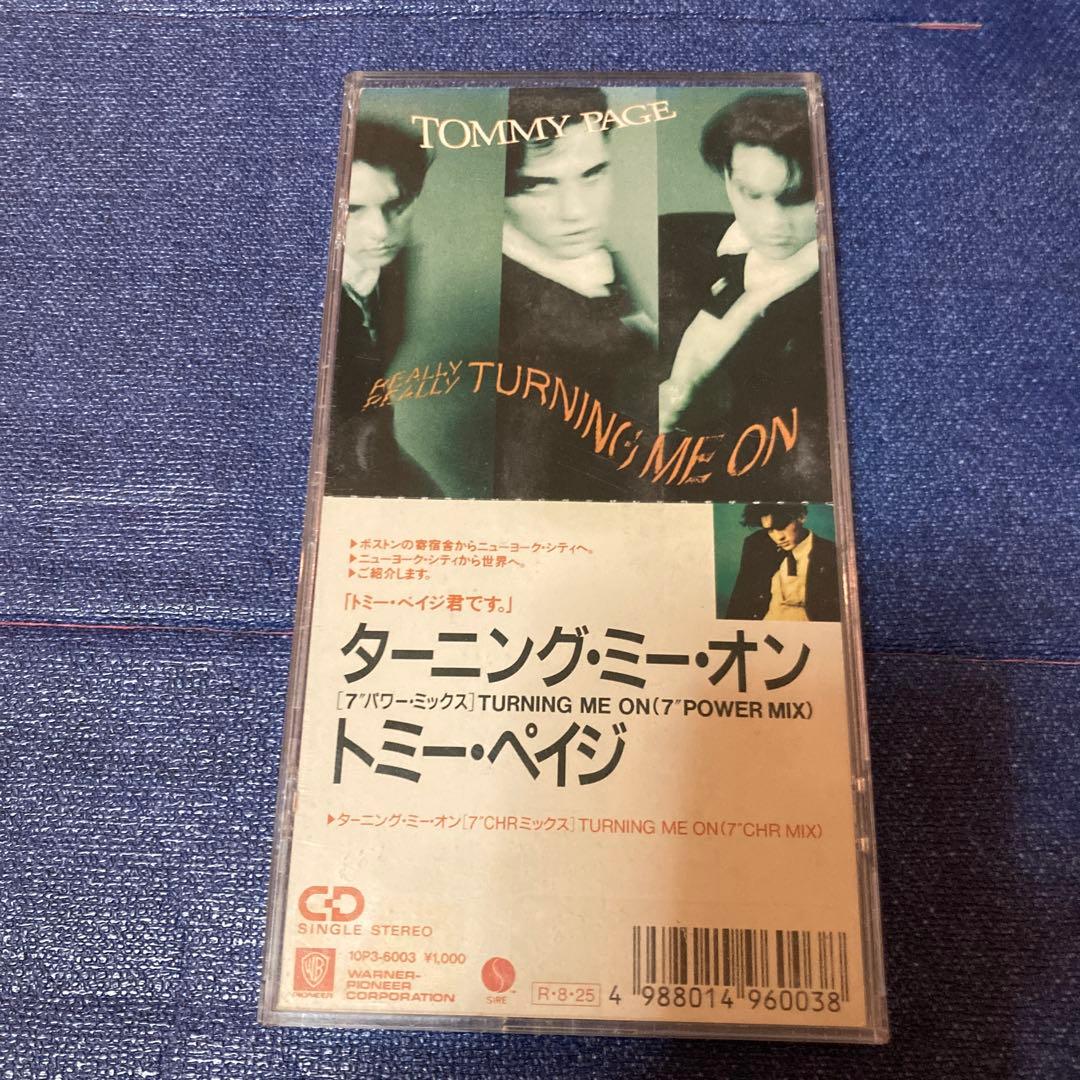 TOMMY PAGE
REALLY
REALLY TURNING ME ON
▶ボストンの寄宿舎からニューヨーク・シティへ。
▶ニューヨーク・シティから世界へ。
▶ご紹介します。
「トミー・ペイジ君です。」
ターニング・ミー・オン
[7″パワー・ミックス] TURNING ME ON (7″POWER MIX)
トミー・ペイジ
▶ターニング・ミー・オン[7″CHRミックス] TURNING ME ON (7″CHR MIX)
CD
SINGLE STEREO
10P3-6003 ¥1,000
WB
PIONEER
WARNER-
PIONEER
CORPORATION
SIRE
R・8・25
4 988014 960038